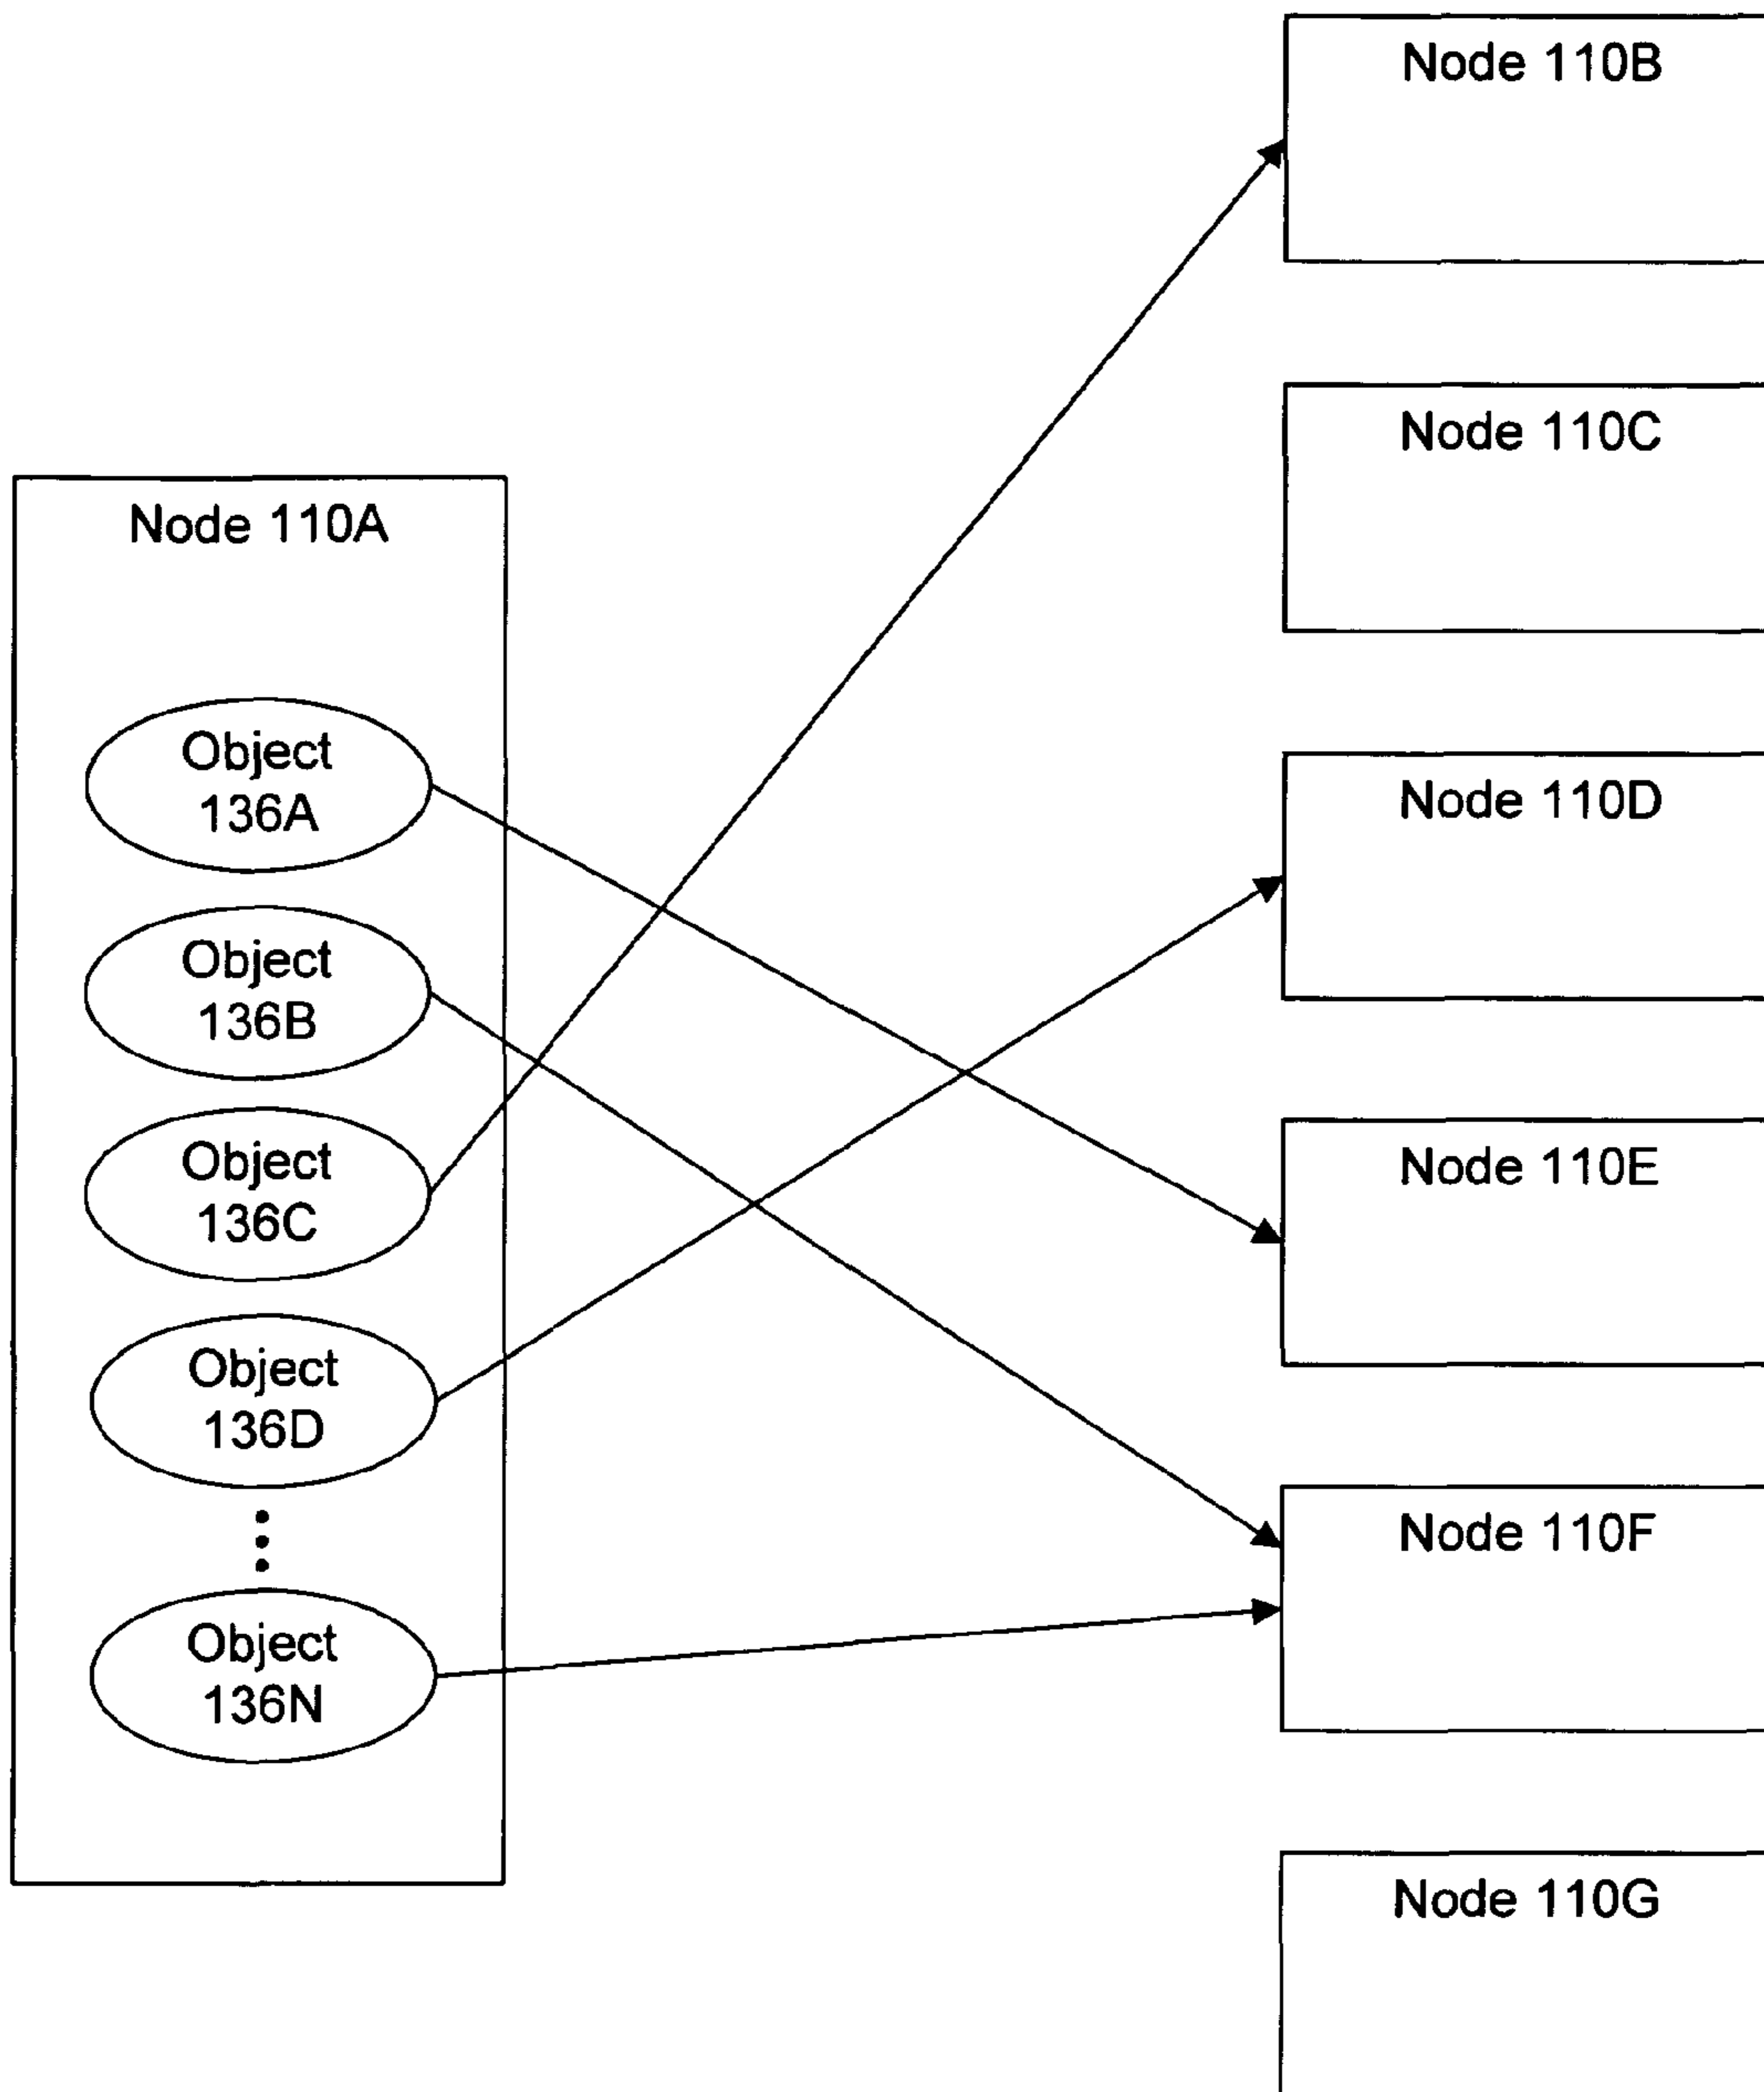 Node 110A
Object
136A
Object
136B
Object
136C
Object
136D
Object
136N
Node 110B
Node 110C
Node 110D
Node 110E
Node 110F
Node 110G